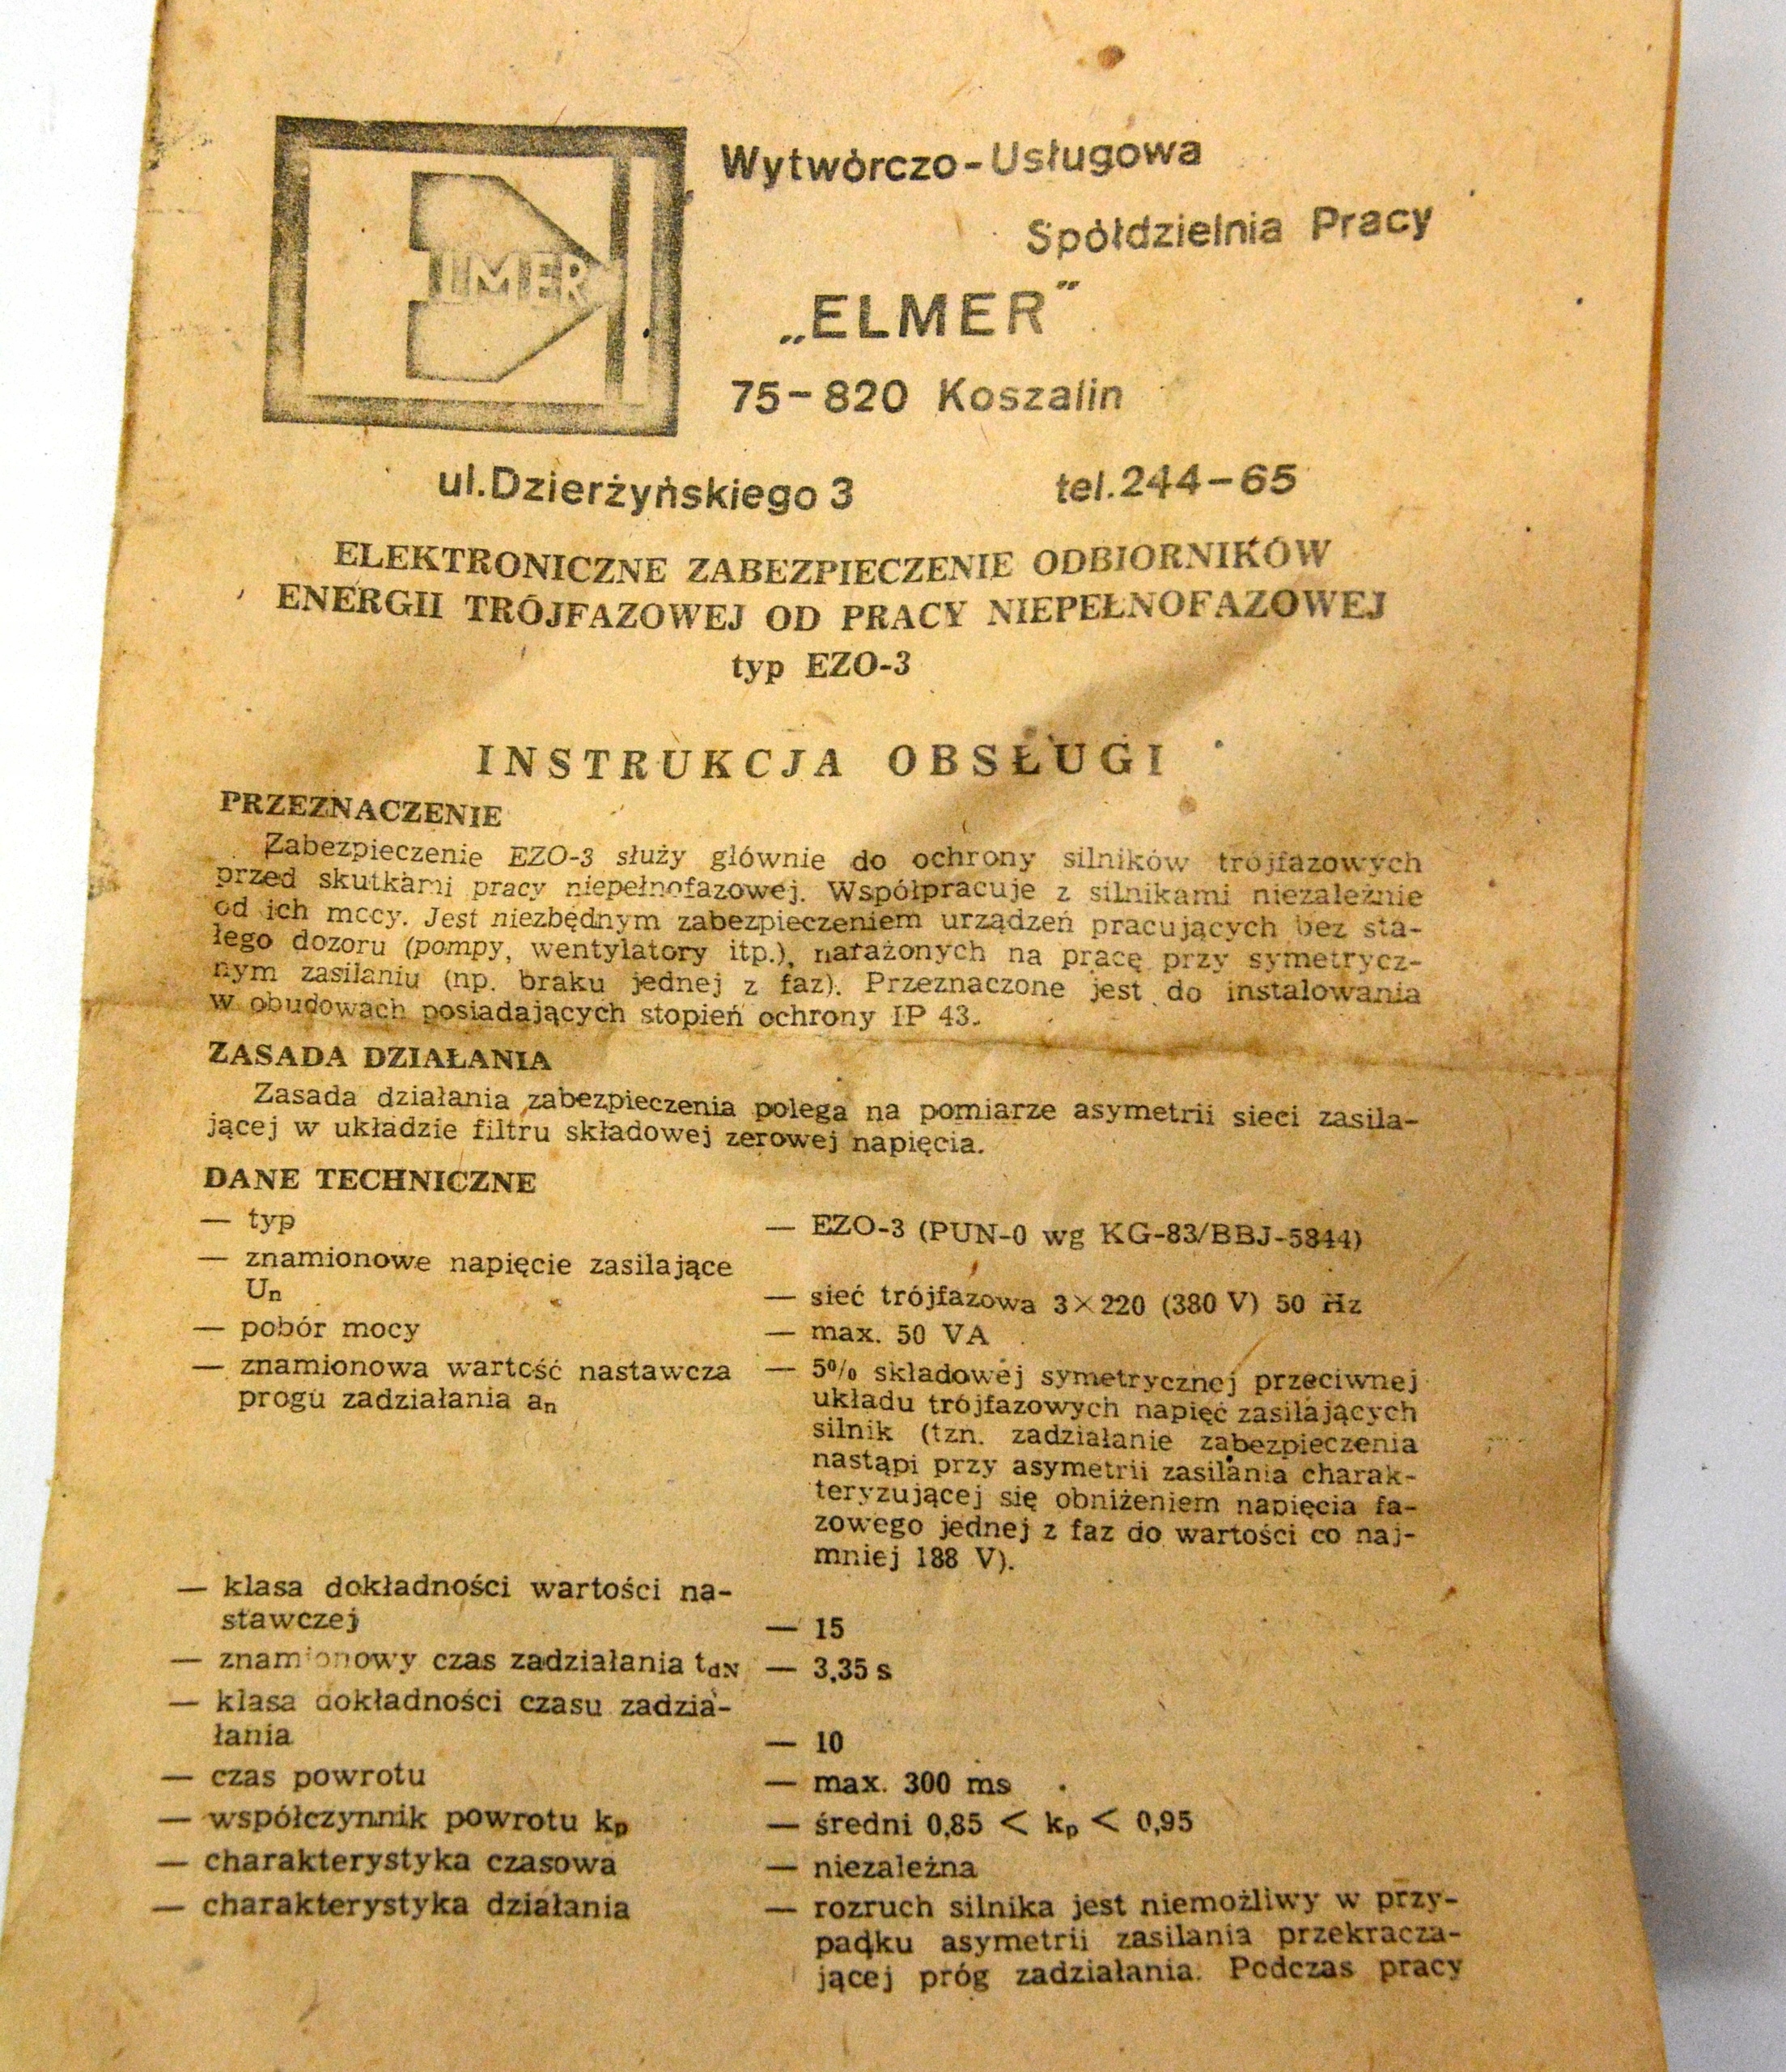 ELMER
Wytwórczo-Usługowa
Spółdzielnia Pracy
„ELMER"
75-820 Koszalin
ul.Dzierżyńskiego 3 tel.244-65
ELEKTRONICZNE ZABEZPIECZENIE ODBIORNIKÓW
ENERGII TRÓJFAZOWEJ OD PRACY NIEPEŁNOFAZOWEJ
typ EZO-3
INSTRUKCJA OBSŁUGI
PRZEZNACZENIE
Zabezpieczenie EZO-3 służy głównie do ochrony silników trójfazowych
przed skutkami pracy niepełnofazowej. Współpracuje z silnikami niezależnie
od ich mocy. Jest niezbędnym zabezpieczeniem urządzeń pracujących bez sta-
łego dozoru (pompy, wentylatory itp.), narażonych na pracę przy symetrycz-
nym zasilaniu (np. braku jednej z faz). Przeznaczone jest do instalowania
w obudowach posiadających stopień ochrony IP 43.
ZASADA DZIAŁANIA
Zasada działania zabezpieczenia polega na pomiarze asymetrii sieci zasila-
jącej w układzie filtru składowej zerowej napięcia.
DANE TECHNICZNE
— typ — EZO-3 (PUN-0 wg KG-83/BBJ-5844)
— znamionowe napięcie zasilające
Un — sieć trójfazowa 3×220 (380 V) 50 Hz
— pobór mocy — max. 50 VA
— znamionowa wartość nastawcza — 5% składowej symetrycznej przeciwnej
progu zadziałania an układu trójfazowych napięć zasilających
silnik (tzn. zadziałanie zabezpieczenia
nastąpi przy asymetrii zasilania charak-
teryzującej się obniżeniem napięcia fa-
zowego jednej z faz do wartości co naj-
mniej 188 V).
— klasa dokładności wartości na-
stawczej — 15
— znamionowy czas zadziałania tdN — 3,35 s
— klasa dokładności czasu zadzia-
łania — 10
— czas powrotu — max. 300 ms
— współczynnik powrotu kp — średni 0,85 < kp < 0,95
— charakterystyka czasowa — niezależna
— charakterystyka działania — rozruch silnika jest niemożliwy w przy-
padku asymetrii zasilania przekracza-
jącej próg zadziałania. Podczas pracy